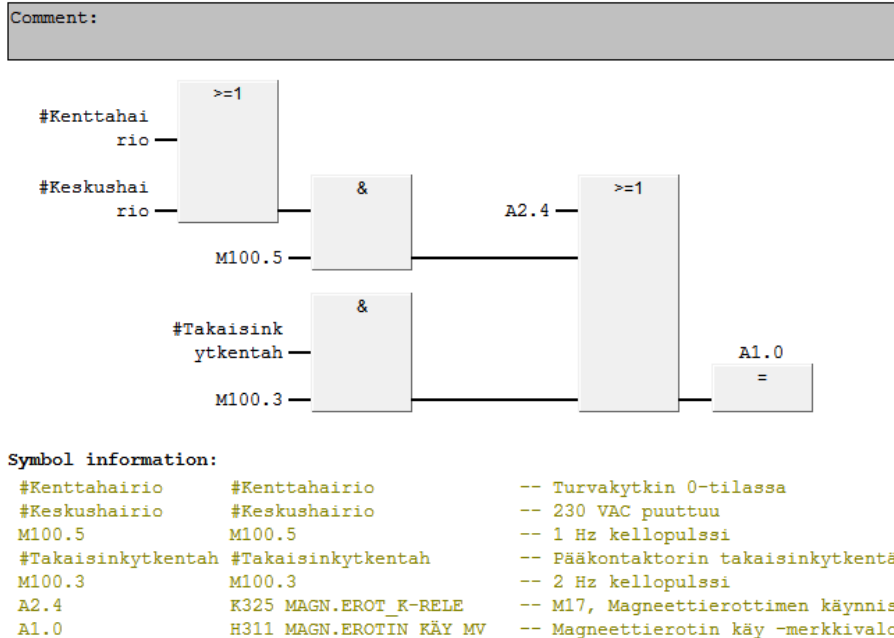 Comment:
>=1
#Kenttahai
rio
#Keskushai
rio
&
A2.4
>=1
M100.5
&
#Takaisink
ytkentah
A1.0
=
M100.3
Symbol information:
#Kenttahairio #Kenttahairio -- Turvakytkin 0-tilassa
#Keskushairio #Keskushairio -- 230 VAC puuttuu
M100.5 M100.5 -- 1 Hz kellopulssi
#Takaisinkytkentah #Takaisinkytkentah -- Pääkontaktorin takaisinkytkentä
M100.3 M100.3 -- 2 Hz kellopulssi
A2.4 K325 MAGN.EROT_K-RELE -- M17, Magneettierottimen käynnis
A1.0 H311 MAGN.EROTIN KÄY MV -- Magneettierotin käy -merkkivalo